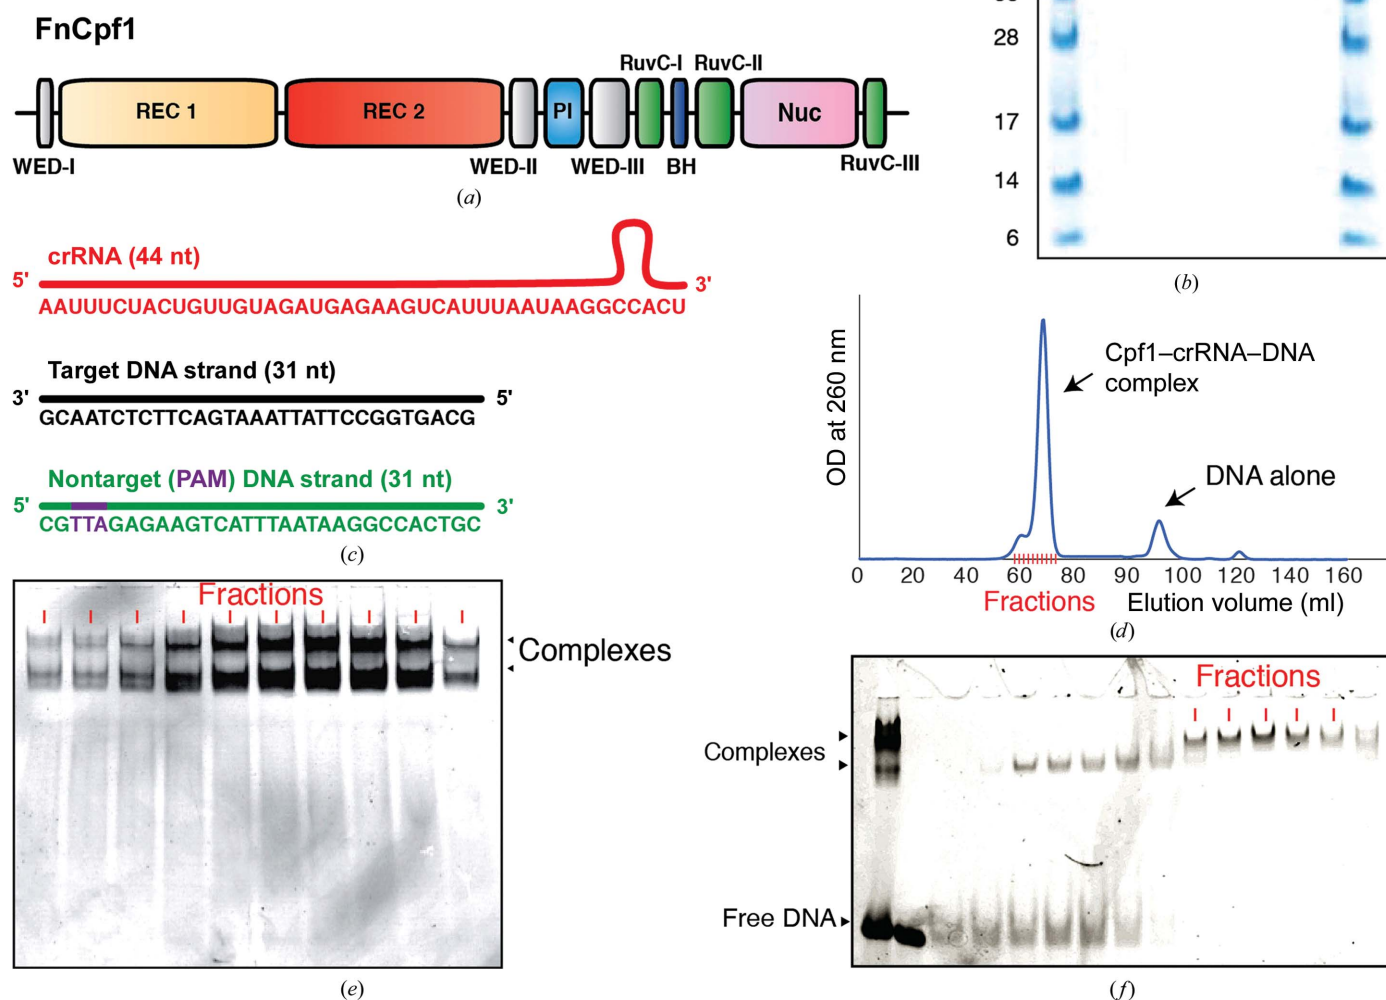 FnCpf1
RuvC-I RuvC-II
REC 1 REC 2 PI Nuc
WED-I WED-II WED-III BH RuvC-III
(a)
28
17
14
6
(b)
crRNA (44 nt)
5' 3'
AAUUUCUACUGUUGUAGAUGAGAAGUCAUUUAAUAAGGCCACU
Target DNA strand (31 nt)
3' 5'
GCAATCTCTTCAGTAAATTATTCCGGTGACG
Nontarget (PAM) DNA strand (31 nt)
5' 3'
CGTTAGAGAAGTCATTTAATAAGGCCACTGC
(c)
OD at 260 nm
Cpf1–crRNA–DNA
complex
DNA alone
0 20 40 60 80 90 100 120 140 160
Fractions Elution volume (ml)
(d)
Fractions
Complexes
(e)
Fractions
Complexes
Free DNA
(f)